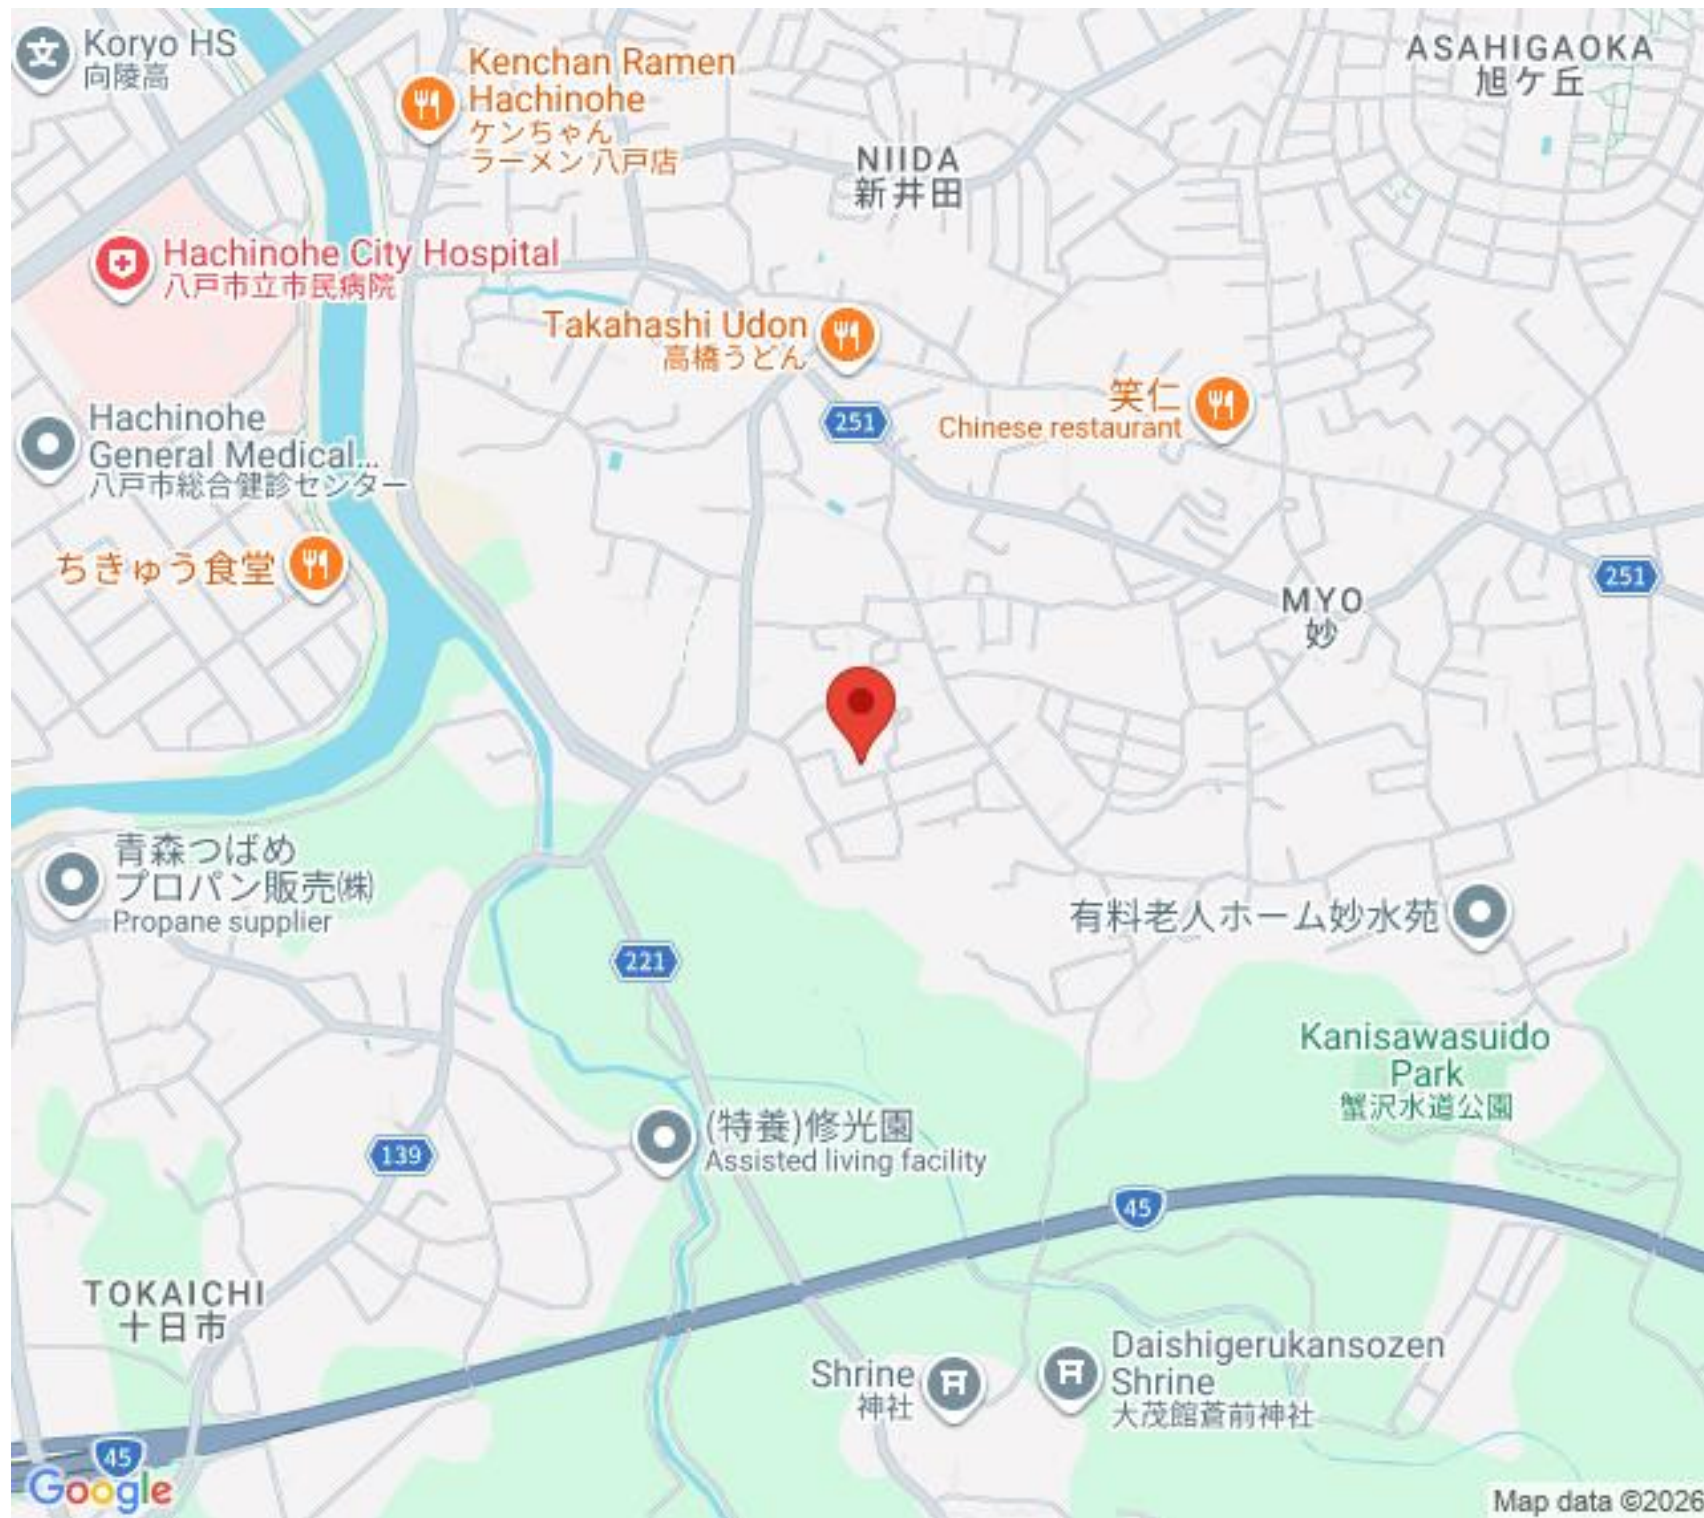 Koryo HS
向陵高
Kenchan Ramen
Hachinohe
ケンちゃん
ラーメン 八戸店
ASAHIGAOKA
旭ケ丘
NIIDA
新井田
Hachinohe City Hospital
八戸市立市民病院
Takahashi Udon
高橋うどん
251
笑仁
Chinese restaurant
Hachinohe
General Medical...
八戸市総合健診センター
ちきゅう食堂
251
MYO
妙
青森つばめ
プロパン販売㈱
Propane supplier
有料老人ホーム妙水苑
221
Kanisawasuido
Park
蟹沢水道公園
(特養)修光園
Assisted living facility
139
45
TOKAICHI
十日市
Daishigerukansozen
Shrine
大茂館蒼前神社
Shrine
神社
45
Google
Map data ©2026